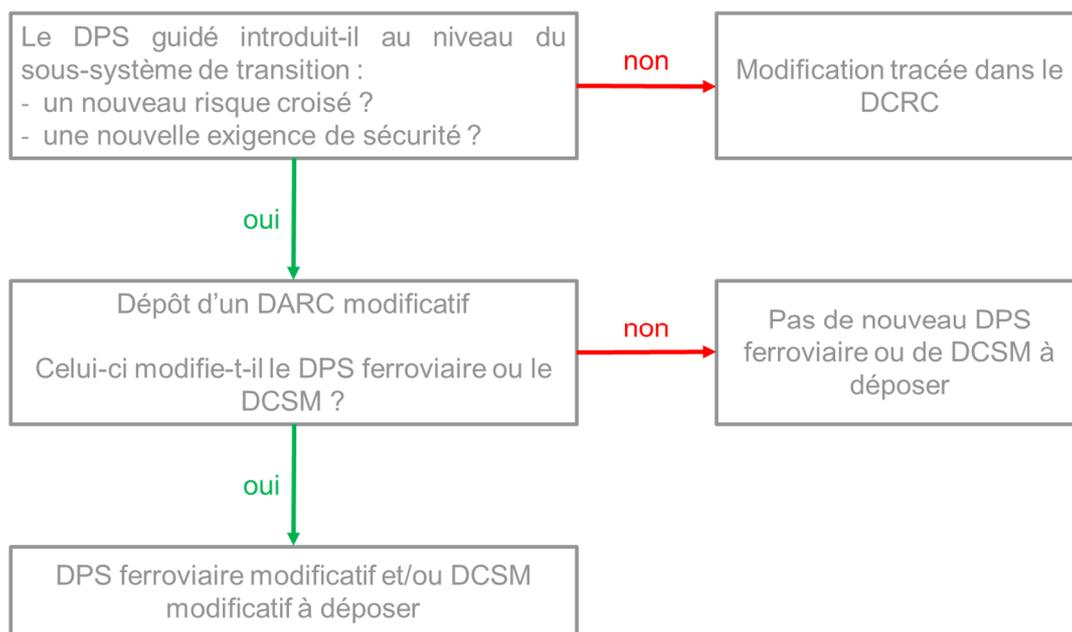 Le DPS guidé introduit-il au niveau du
sous-système de transition :
- un nouveau risque croisé ?
- une nouvelle exigence de sécurité ?
non
Modification tracée dans le
DCRC
oui
Dépôt d'un DARC modificatif
Celui-ci modifie-t-il le DPS ferroviaire ou le
DCSM ?
non
Pas de nouveau DPS
ferroviaire ou de DCSM à
déposer
oui
DPS ferroviaire modificatif et/ou DCSM
modificatif à déposer